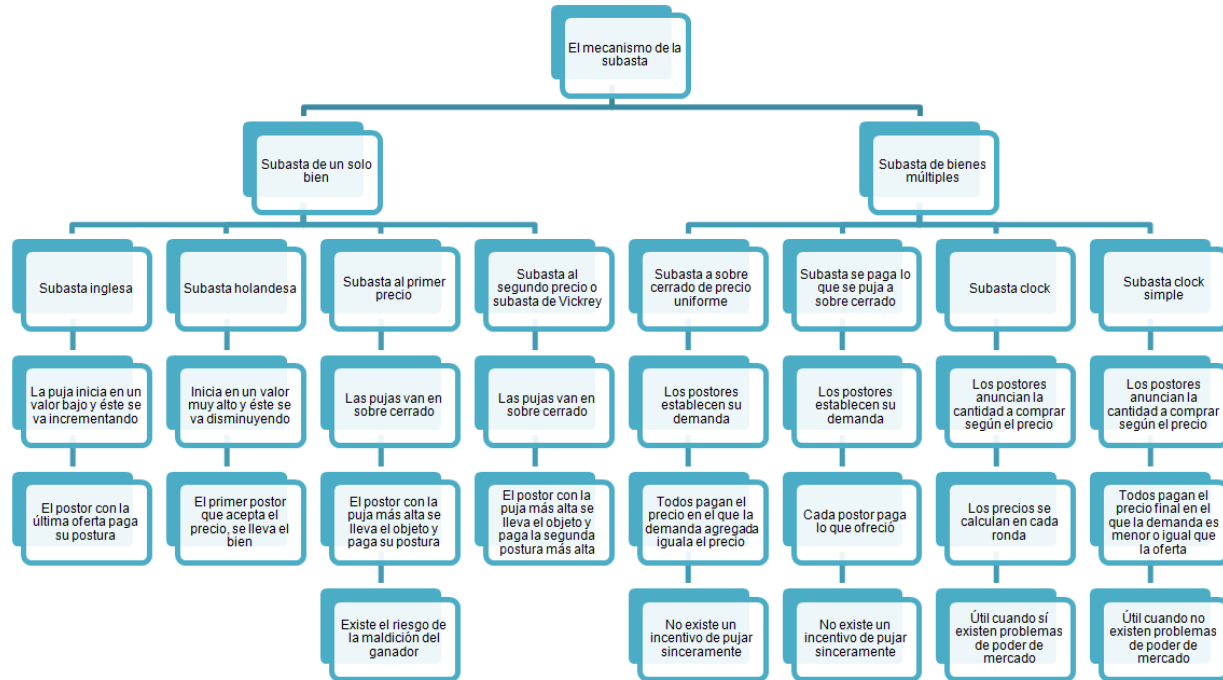 El mecanismo de la
subasta
Subasta de un solo
bien
Subasta de bienes
múltiples
Subasta inglesa
Subasta holandesa
Subasta al primer
precio
Subasta al
segundo precio o
subasta de Vickrey
Subasta a sobre
cerrado de precio
uniforme
Subasta se paga lo
que se puja a
sobre cerrado
Subasta clock
Subasta clock
simple
La puja inicia en un
valor bajo y éste se
va incrementando
Inicia en un valor
muy alto y éste se
va disminuyendo
Las pujas van en
sobre cerrado
Las pujas van en
sobre cerrado
Los postores
establecen su
demanda
Los postores
establecen su
demanda
Los postores
anuncian la
cantidad a comprar
según el precio
Los postores
anuncian la
cantidad a comprar
según el precio
El postor con la
última oferta paga
su postura
El primer postor
que acepta el
precio, se lleva el
bien
El postor con la
puja más alta se
lleva el objeto y
paga su postura
El postor con la
puja más alta se
lleva el objeto y
paga la segunda
postura más alta
Todos pagan el
precio en el que la
demanda agregada
iguala el precio
Cada postor paga
lo que ofreció
Los precios se
calculan en cada
ronda
Todos pagan el
precio final en el
que la demanda es
menor o igual que
la oferta
Existe el riesgo de
la maldición del
ganador
No existe un
incentivo de pujar
sinceramente
No existe un
incentivo de pujar
sinceramente
Útil cuando sí
existen problemas
de poder de
mercado
Útil cuando no
existen problemas
de poder de
mercado